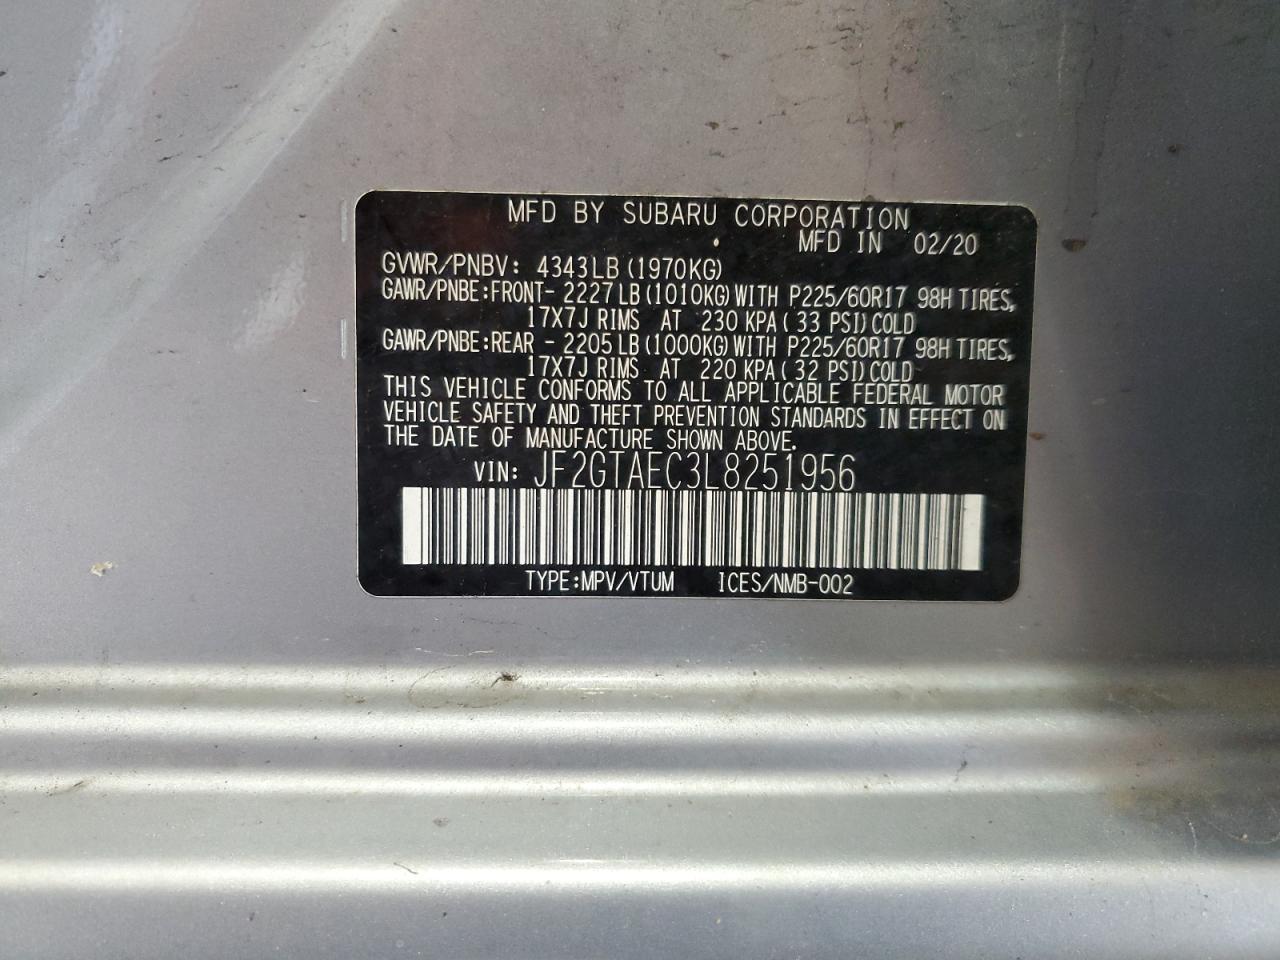 MFD BY SUBARU CORPORATION
MFD IN 02/20
GVWR/PNBV: 4343LB (1970KG)
GAWR/PNBE:FRONT- 2227LB (1010KG) WITH P225/60R17 98H TIRES,
17X7J RIMS AT 230 KPA ( 33 PSI) COLD
GAWR/PNBE:REAR - 2205LB (1000KG) WITH P225/60R17 98H TIRES,
17X7J RIMS AT 220 KPA ( 32 PSI) COLD
THIS VEHICLE CONFORMS TO ALL APPLICABLE FEDERAL MOTOR
VEHICLE SAFETY AND THEFT PREVENTION STANDARDS IN EFFECT ON
THE DATE OF MANUFACTURE SHOWN ABOVE.
VIN: JF2GTAEC3L8251956
TYPE:MPV/VTUM ICES/NMB-002